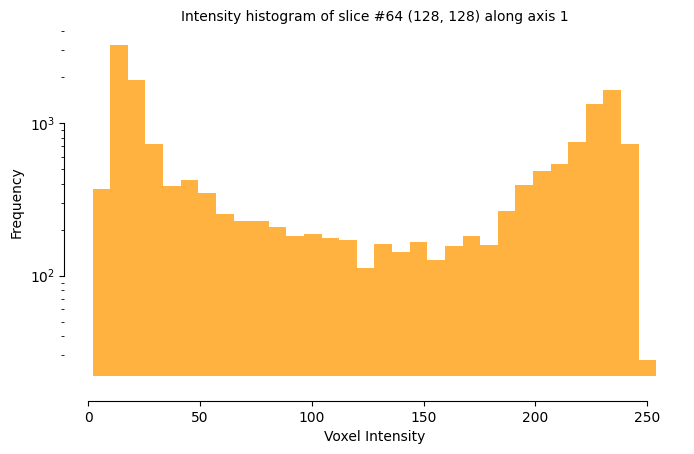 Intensity histogram of slice #64 (128, 128) along axis 1
Frequency
10³
10²
0 50 100 150 200 250
Voxel Intensity